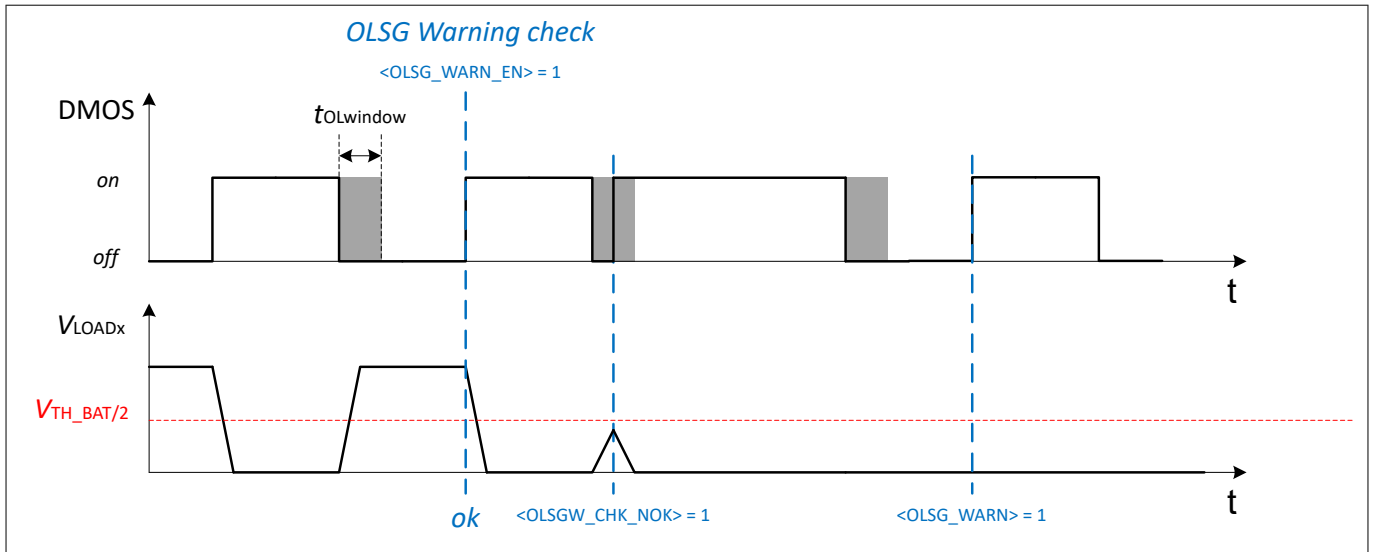 OLSG Warning check
<OLSG_WARN_EN> = 1
DMOS
tOLwindow
on
off
t
VLOADx
VTH_BAT/2
t
ok
<OLSGW_CHK_NOK> = 1
<OLSG_WARN> = 1